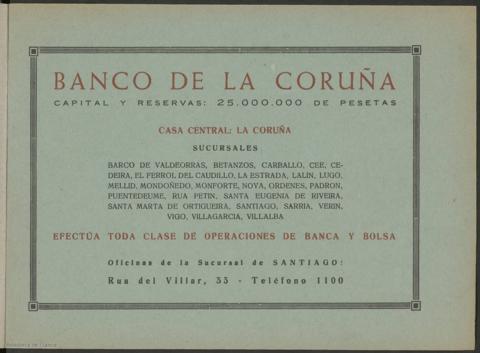 BANCO DE LA CORUÑA
CAPITAL Y RESERVAS: 25.000.000 DE PESETAS
CASA CENTRAL: LA CORUÑA
SUCURSALES
BARCO DE VALDEORRAS, BETANZOS, CARBALLO, CEE, CE-
DEIRA, EL FERROL DEL CAUDILLO, LA ESTRADA, LALIN, LUGO,
MELLID, MONDOÑEDO, MONFORTE, NOYA, ORDENES, PADRON,
PUENTEDEUME, RUA PETIN, SANTA EUGENIA DE RIVEIRA,
SANTA MARTA DE ORTIGUEIRA, SANTIAGO, SARRIA, VERIN,
VIGO, VILLAGARCIA, VILLALBA
EFECTÚA TODA CLASE DE OPERACIONES DE BANCA Y BOLSA
Oficinas de la Sucursal de SANTIAGO:
Rua del Villar, 33 - Teléfono 1100
Biblioteca de Galicia